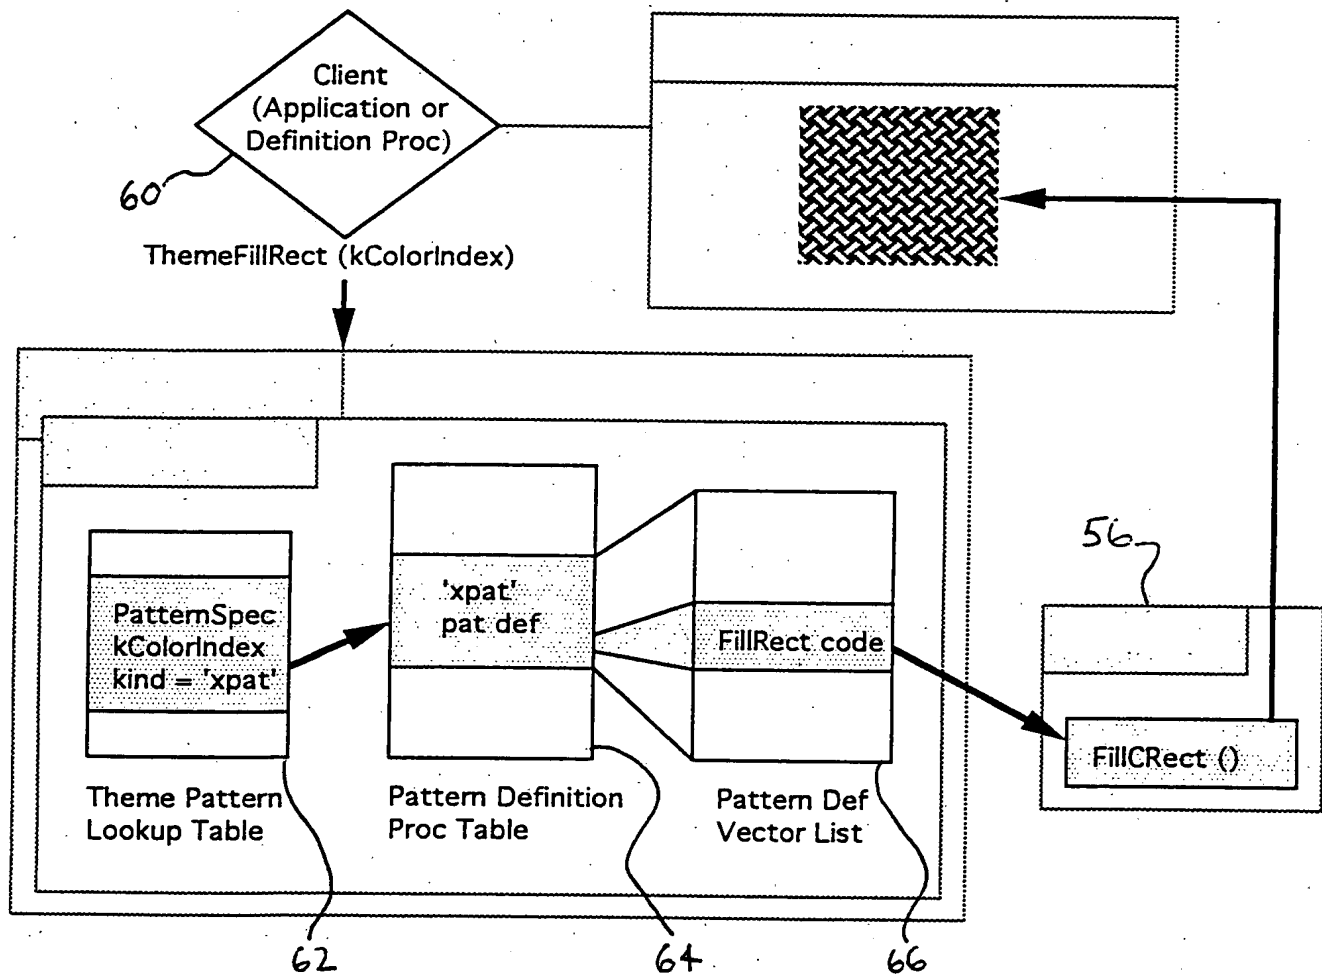 Client
(Application or
Definition Proc)
60
ThemeFillRect (kColorIndex)
PatternSpec
kColorIndex
kind = 'xpat'
'xpat'
pat def
FillRect code
56
FillCRect ()
Theme Pattern
Lookup Table
Pattern Definition
Proc Table
Pattern Def
Vector List
62
64
66